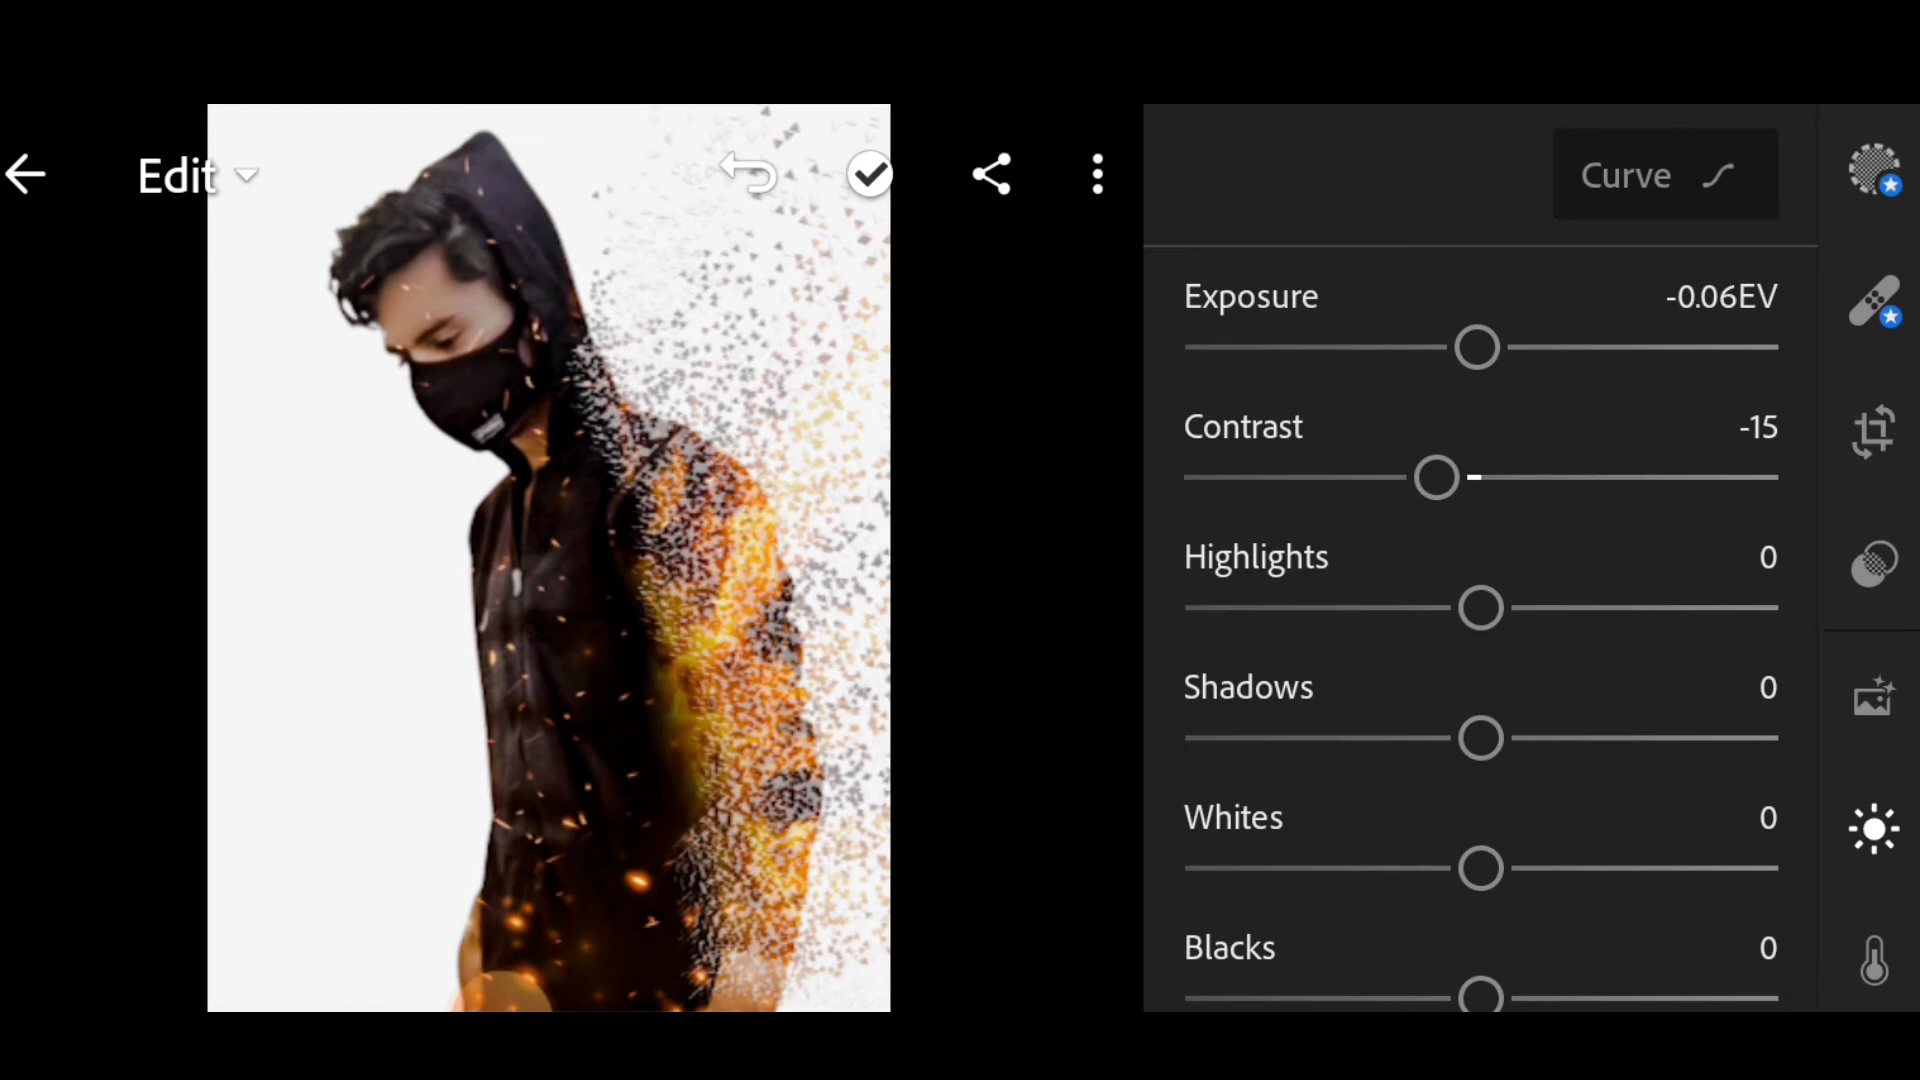 Edit
Curve
Exposure -0.06EV
Contrast -15
Highlights 0
Shadows 0
Whites 0
Blacks 0